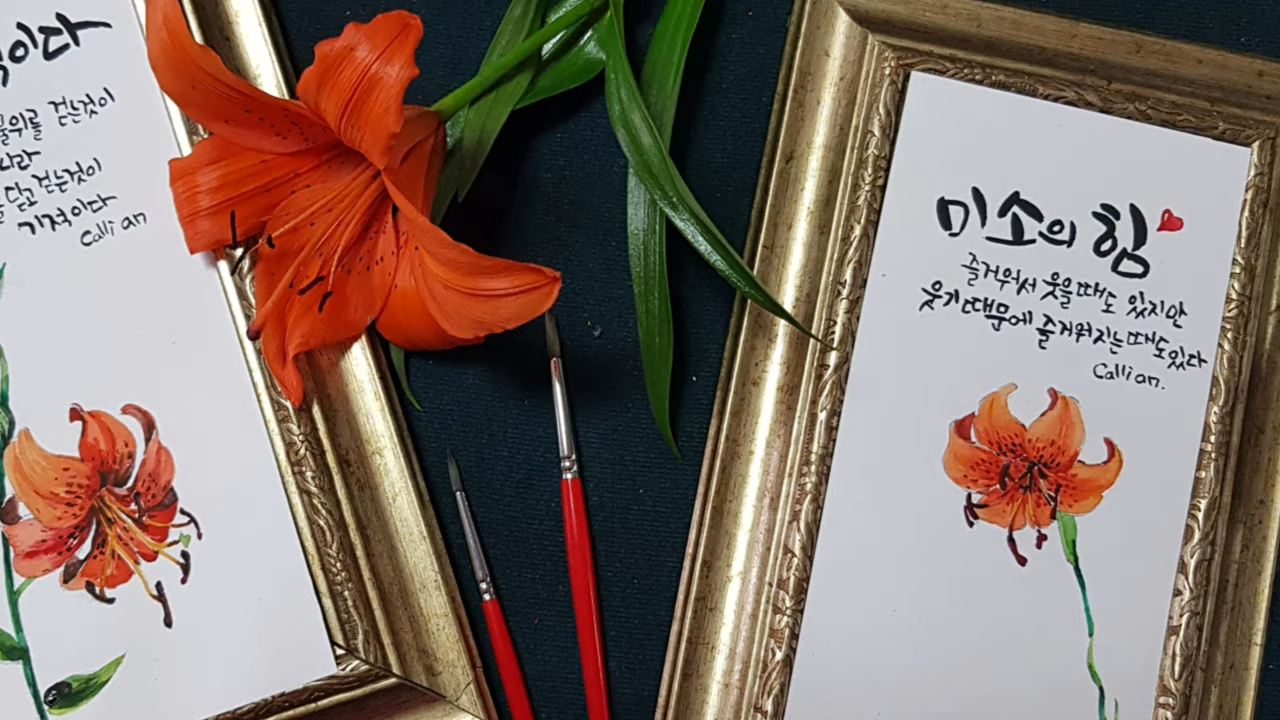 적이다
물위를 걷는것이
나라
딛고 걷는것이
기적이다
Calli an
미소의 힘
즐거워서 웃을때도 있지만
웃기때문에 즐거워지는때도있다
Calli an.